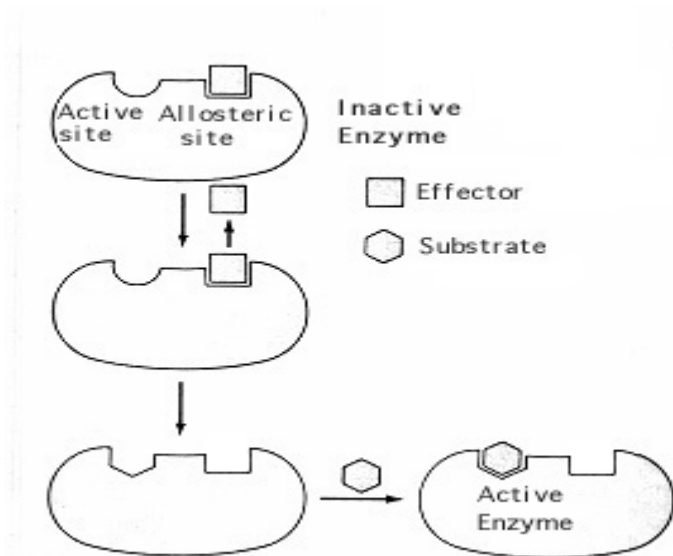 Active Allosteric
site site
Inactive
Enzyme
Effector
Substrate
Active
Enzyme